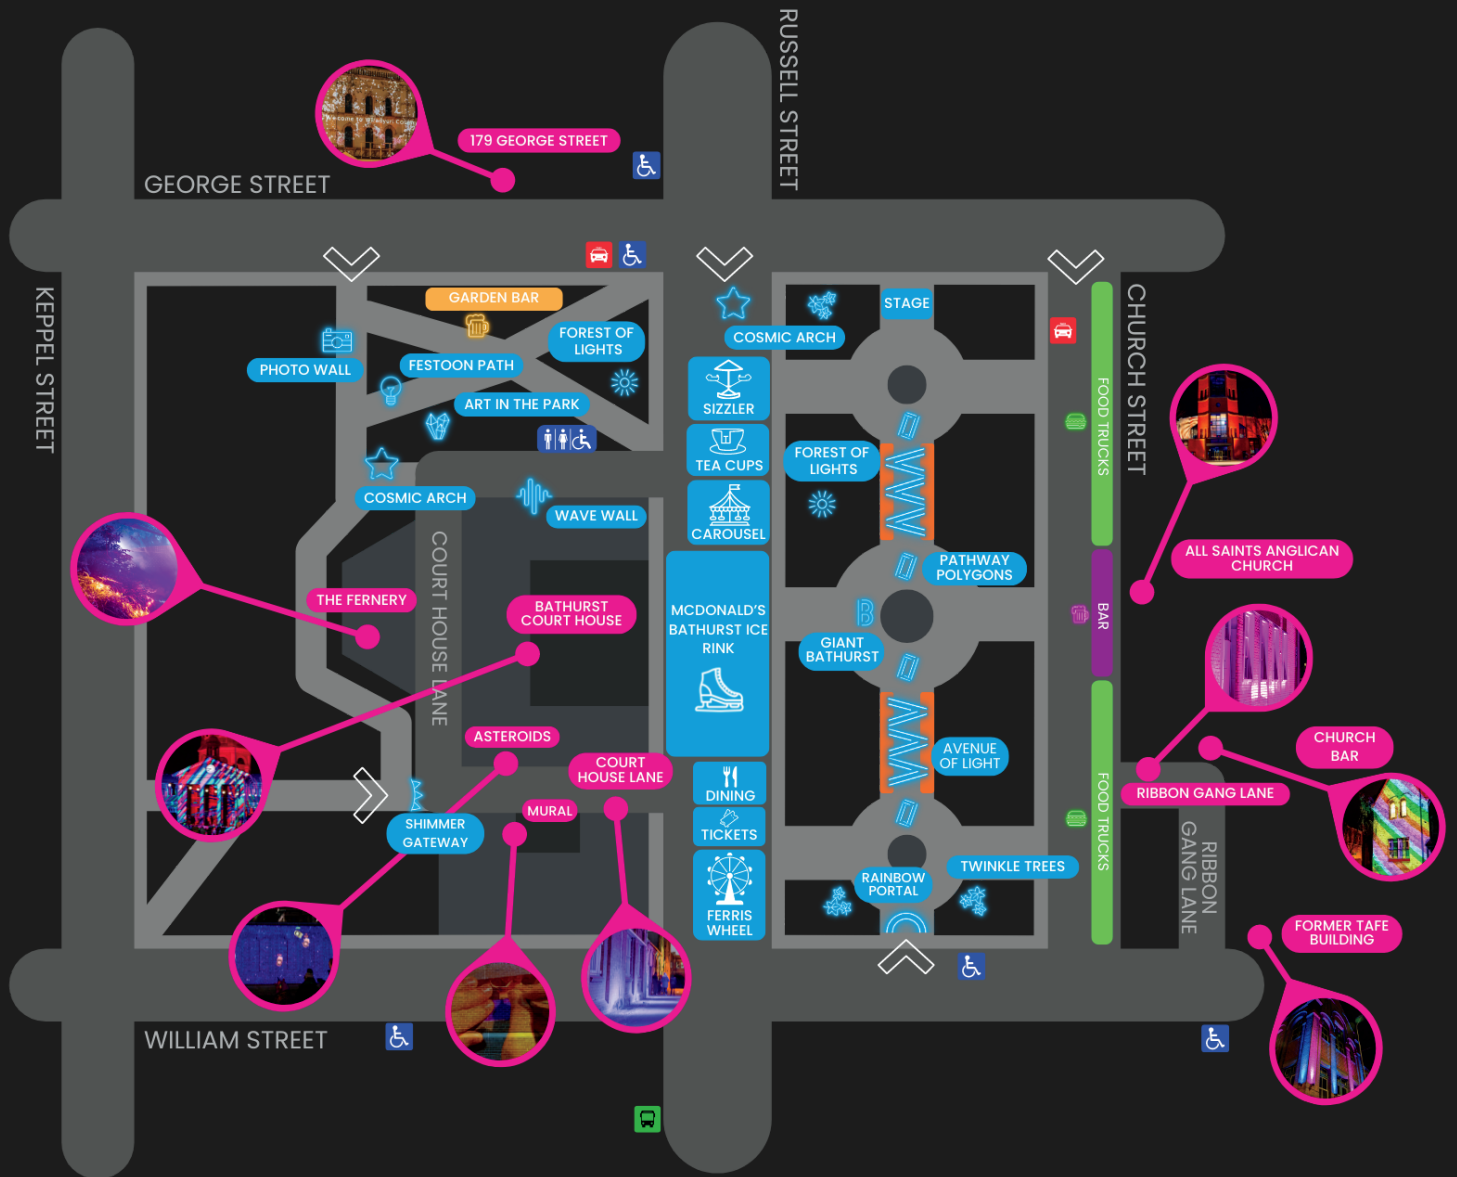 RUSSELL STREET
179 GEORGE STREET
GEORGE STREET
KEPPEL STREET
GARDEN BAR
FOREST OF
LIGHTS
PHOTO WALL
FESTOON PATH
ART IN THE PARK
COSMIC ARCH
WAVE WALL
STAGE
COSMIC ARCH
SIZZLER
TEA CUPS
CAROUSEL
FOREST OF
LIGHTS
PATHWAY
POLYGONS
CHURCH STREET
FOOD TRUCKS
ALL SAINTS ANGLICAN
CHURCH
BAR
THE FERNERY
COURT HOUSE LANE
BATHURST
COURT HOUSE
MCDONALD'S
BATHURST ICE
RINK
GIANT
BATHURST
ASTEROIDS
COURT
HOUSE LANE
MURAL
SHIMMER
GATEWAY
DINING
TICKETS
FERRIS
WHEEL
AVENUE
OF LIGHT
FOOD TRUCKS
CHURCH
BAR
RIBBON GANG LANE
RIBBON
GANG LANE
RAINBOW
PORTAL
TWINKLE TREES
FORMER TAFE
BUILDING
WILLIAM STREET
B